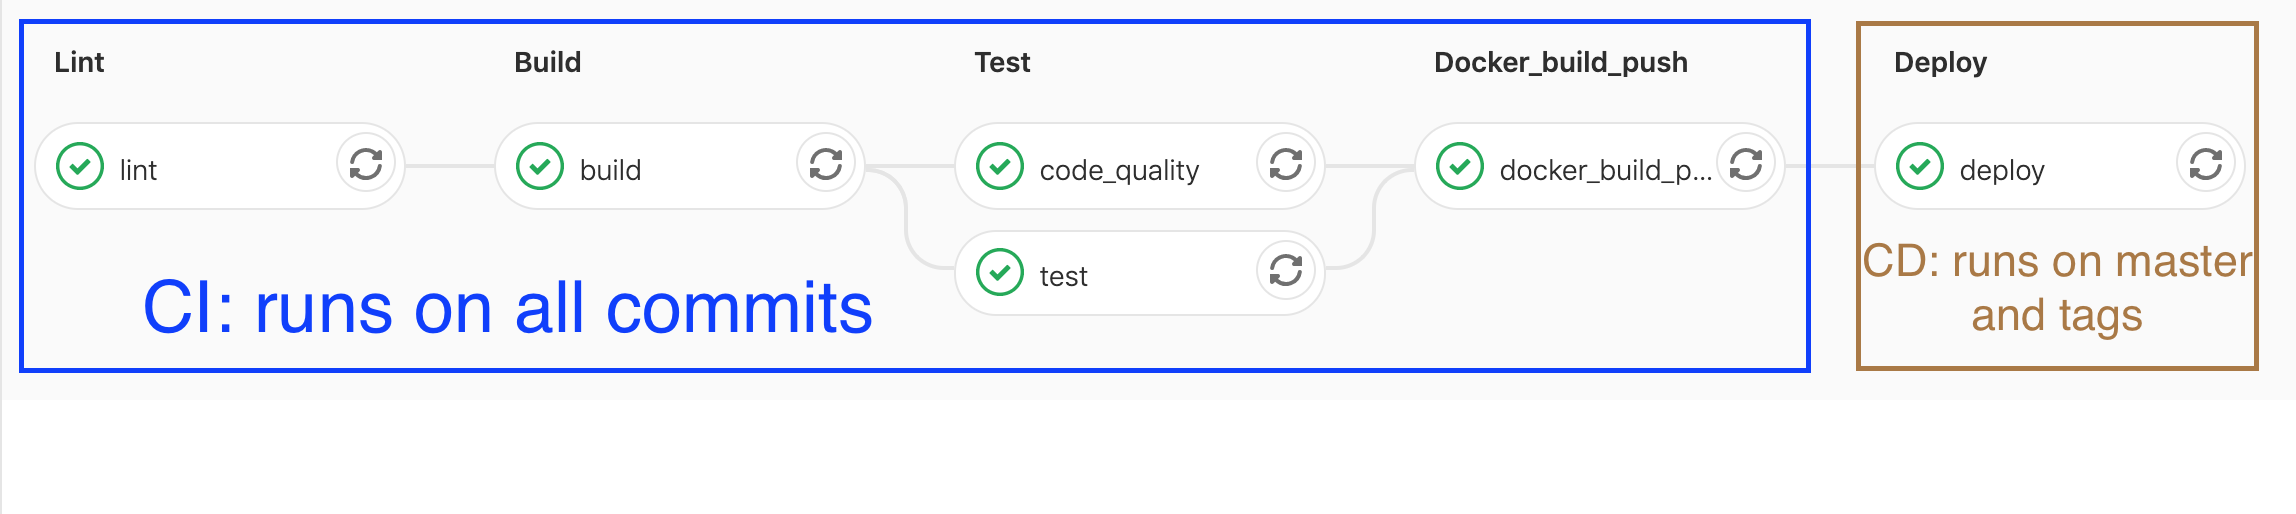 Lint
Build
Test
Docker_build_push
Deploy
lint
build
code_quality
docker_build_p...
deploy
test
CI: runs on all commits
CD: runs on master
and tags